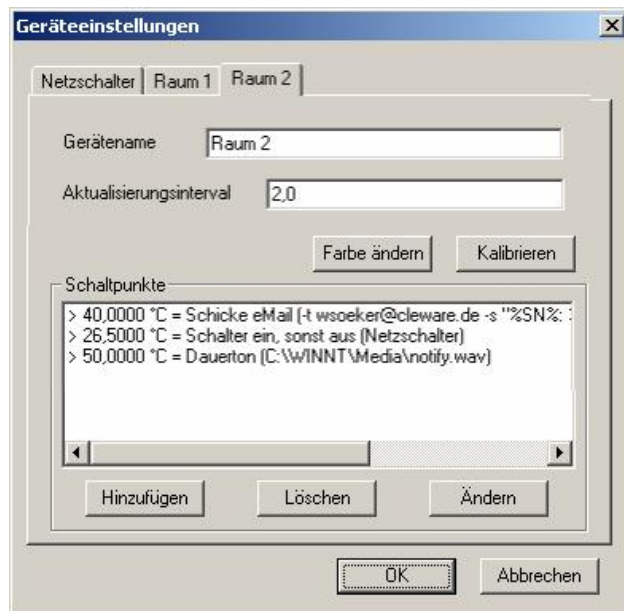 Geräteeinstellungen
Netzschalter Raum 1 Raum 2
Gerätename Raum 2
Aktualisierungsinterval 2,0
Farbe ändern Kalibrieren
Schaltpunkte
> 40,0000 °C = Schicke eMail (-t wsoeker@cleware.de -s "%SN%:
> 26,5000 °C = Schalter ein, sonst aus (Netzschalter)
> 50,0000 °C = Dauerton (C:\WINNT\Media\notify.wav)
Hinzufügen Löschen Ändern
OK Abbrechen